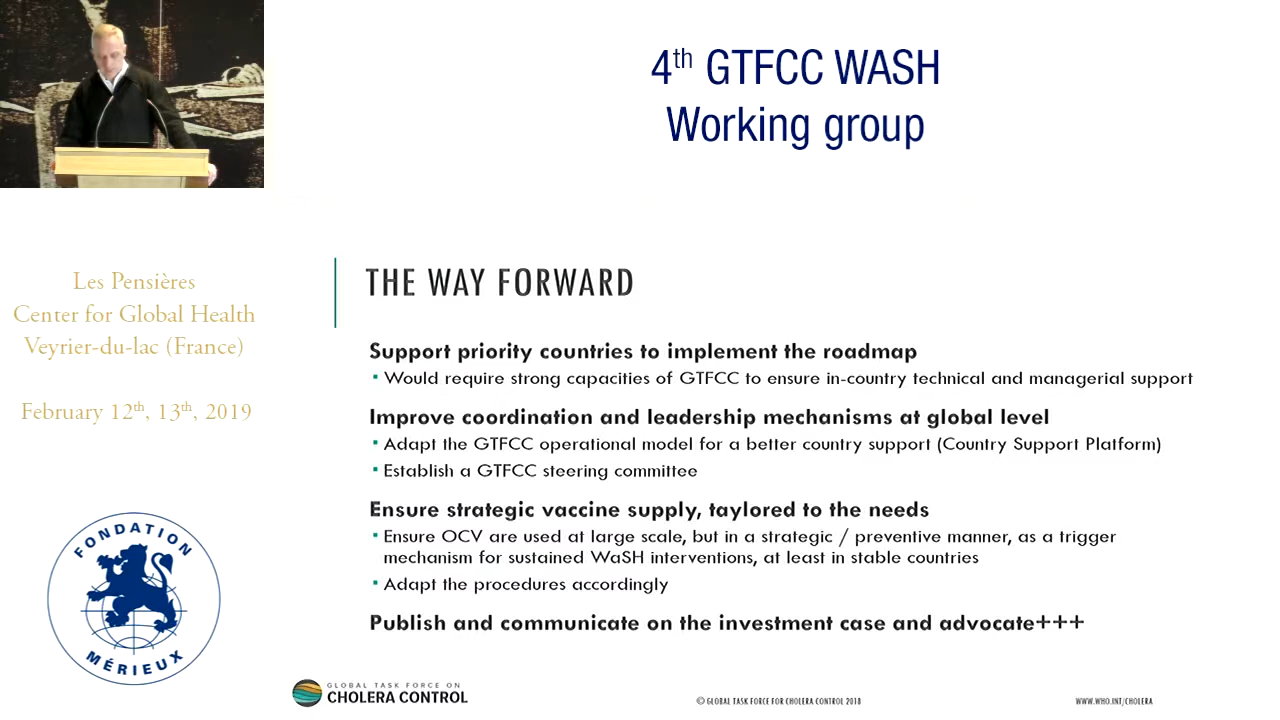 4th GTFCC WASH
Working group
Les Pensières
Center for Global Health
Veyrier-du-lac (France)
February 12th, 13th, 2019
FONDATION
MÉRIEUX
THE WAY FORWARD
Support priority countries to implement the roadmap
▪ Would require strong capacities of GTFCC to ensure in-country technical and managerial support
Improve coordination and leadership mechanisms at global level
▪ Adapt the GTFCC operational model for a better country support (Country Support Platform)
▪ Establish a GTFCC steering committee
Ensure strategic vaccine supply, taylored to the needs
▪ Ensure OCV are used at large scale, but in a strategic / preventive manner, as a trigger
mechanism for sustained WaSH interventions, at least in stable countries
▪ Adapt the procedures accordingly
Publish and communicate on the investment case and advocate+++
GLOBAL TASK FORCE ON
CHOLERA CONTROL
© GLOBAL TASK FORCE FOR CHOLERA CONTROL 2018
WWW.WHO.INT/CHOLERA